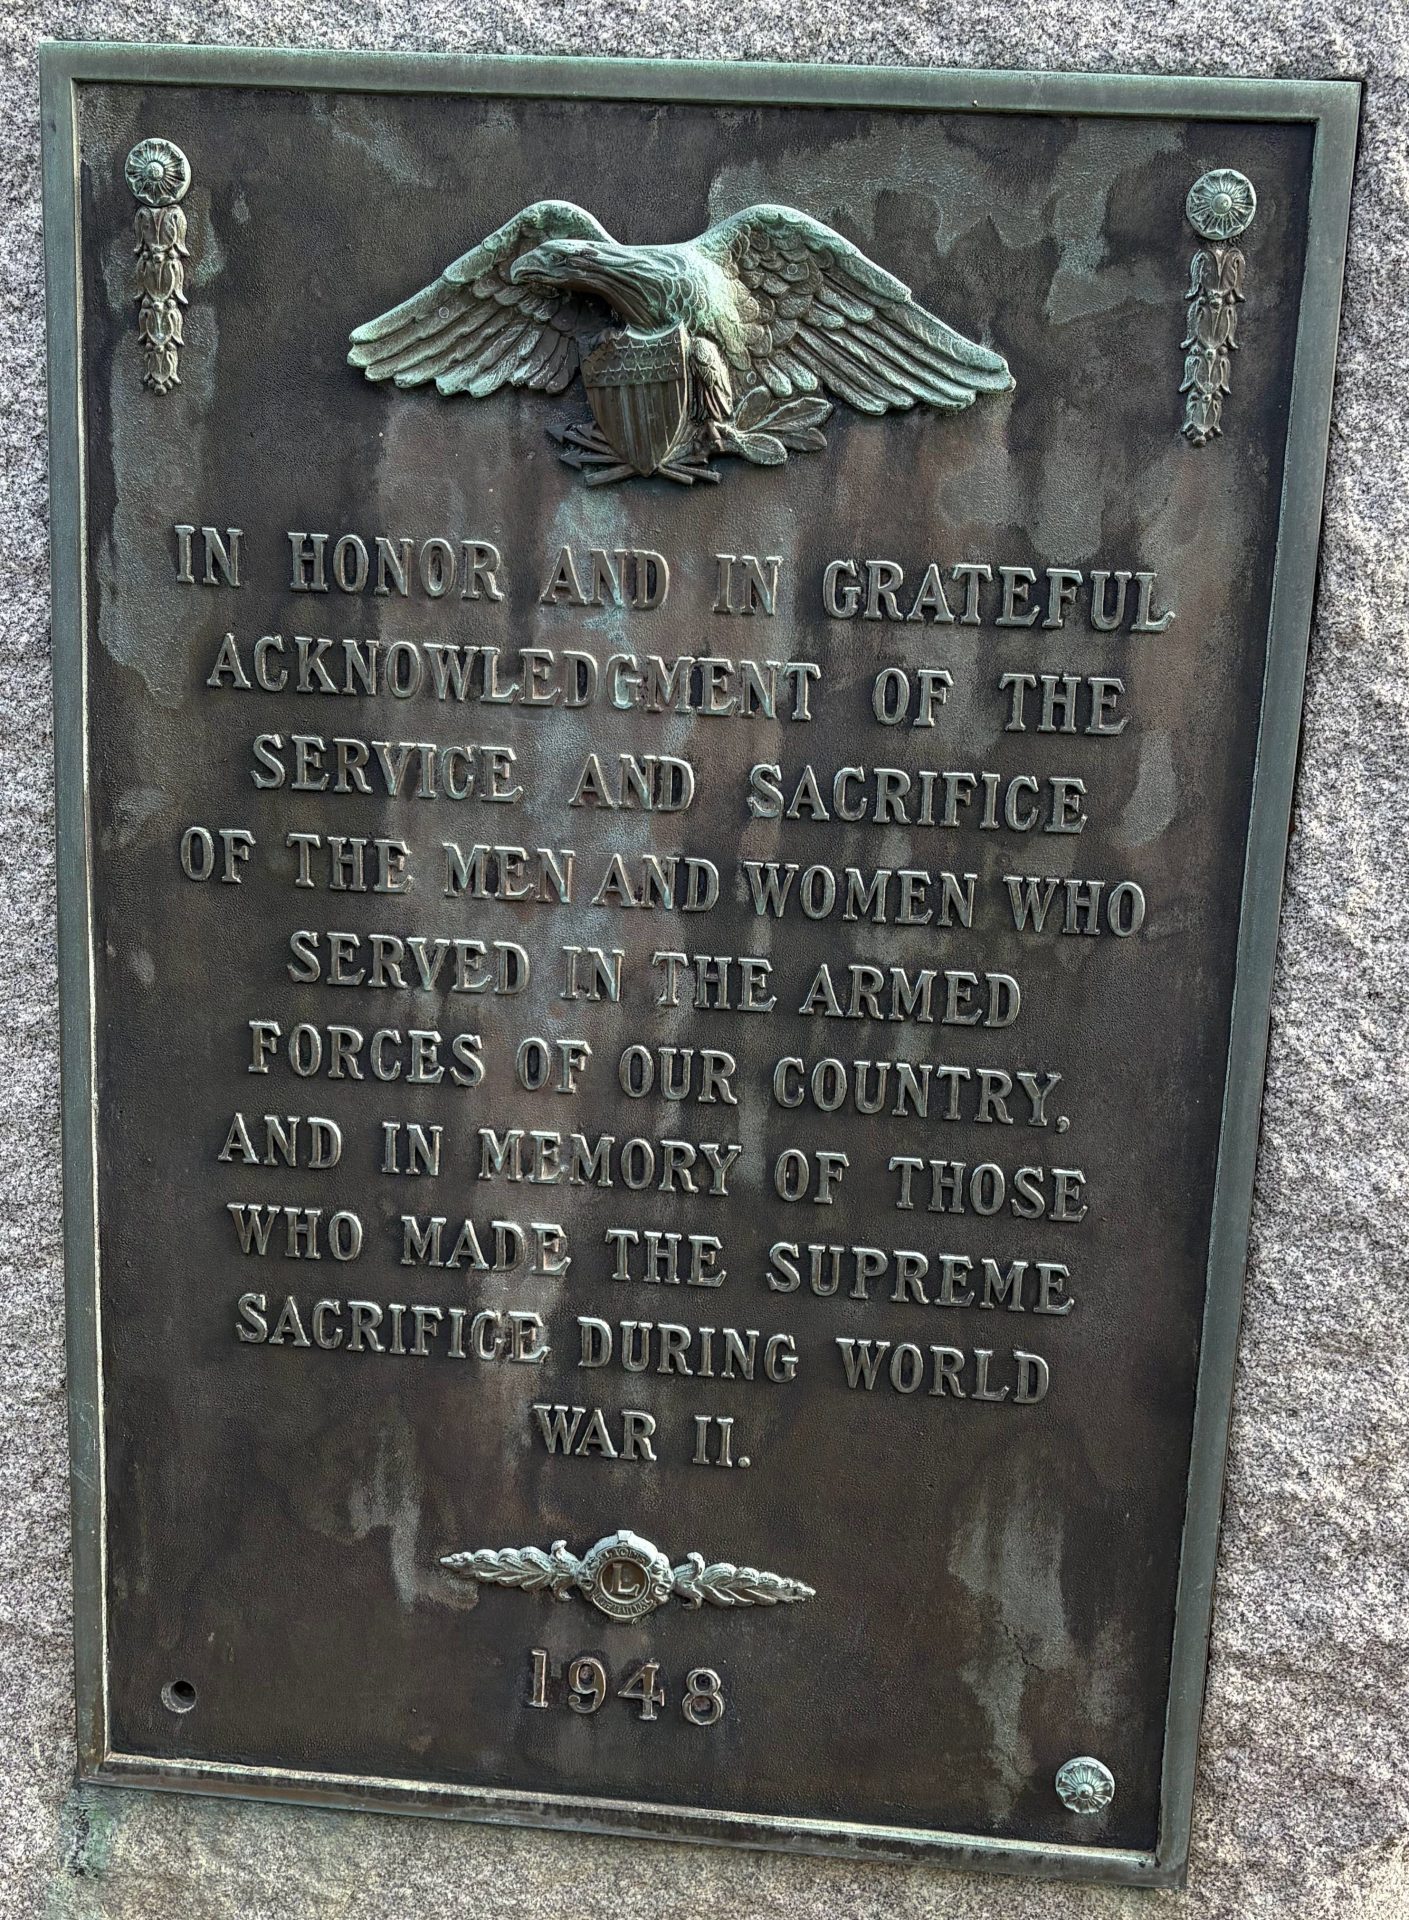 IN HONOR AND IN GRATEFUL
ACKNOWLEDGMENT OF THE
SERVICE AND SACRIFICE
OF THE MEN AND WOMEN WHO
SERVED IN THE ARMED
FORCES OF OUR COUNTRY,
AND IN MEMORY OF THOSE
WHO MADE THE SUPREME
SACRIFICE DURING WORLD
WAR II.
LIONS
L
INTERNATIONAL
1948